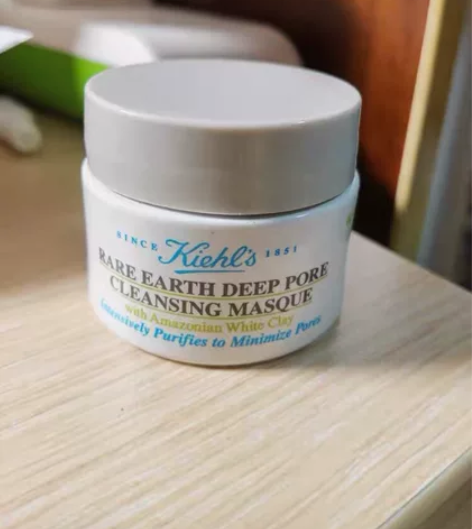 SINCE Kiehl's 1851
RARE EARTH DEEP PORE
CLEANSING MASQUE
with Amazonian White Clay
Intensively Purifies to Minimize Pores